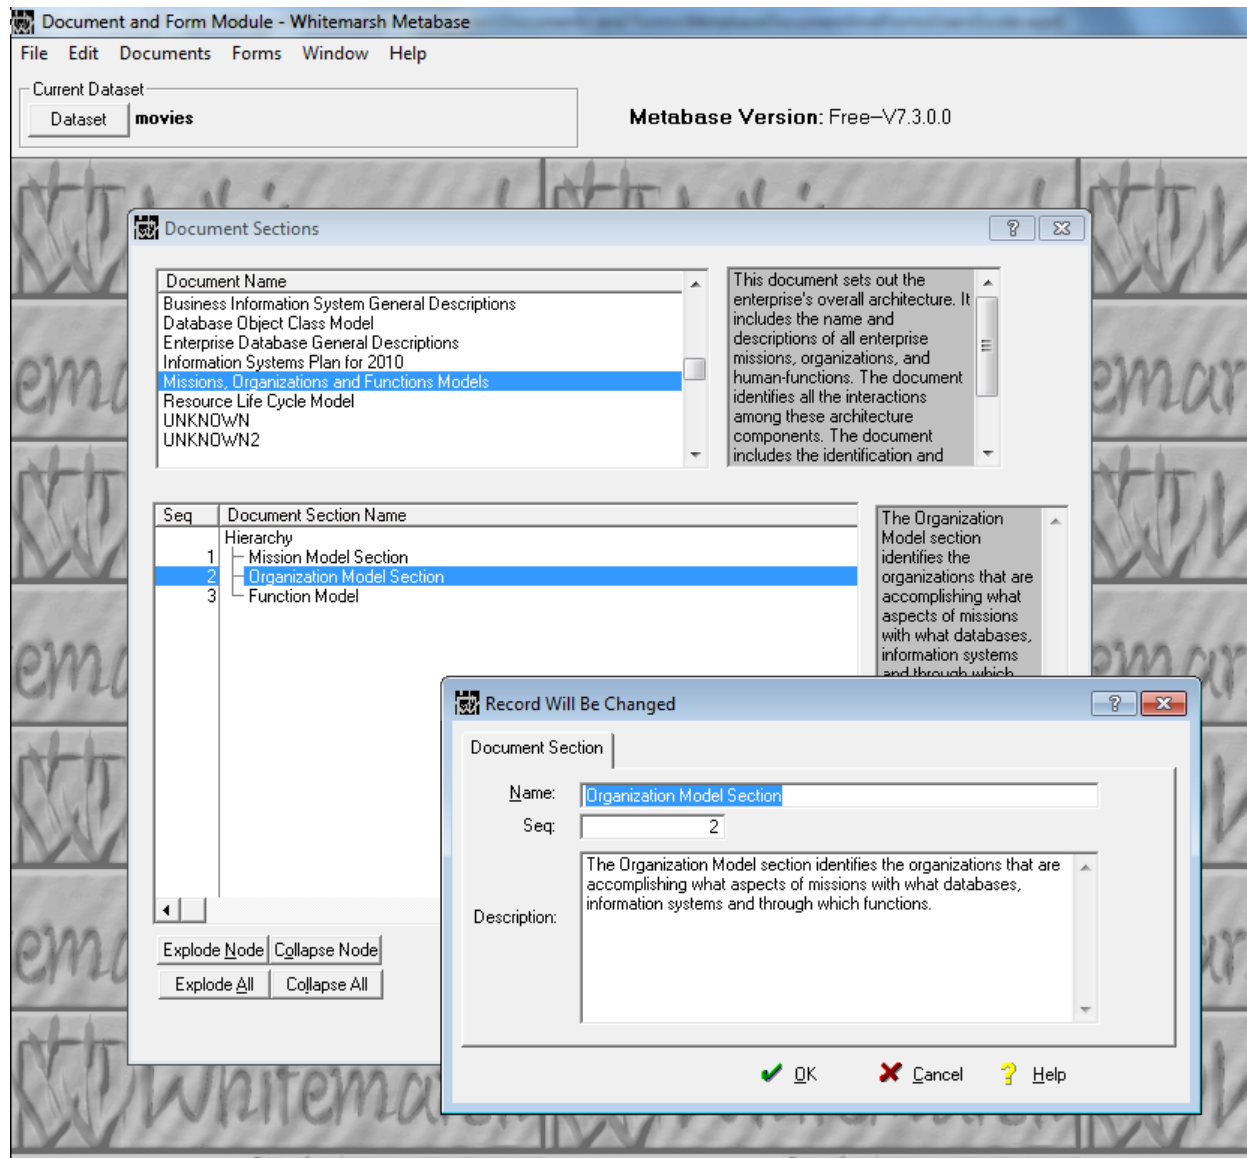 Document and Form Module - Whitemarsh Metabase
File Edit Documents Forms Window Help
Current Dataset
Dataset movies
Metabase Version: Free-V7.3.0.0
Document Sections
Document Name
Business Information System General Descriptions
Database Object Class Model
Enterprise Database General Descriptions
Information Systems Plan for 2010
Missions, Organizations and Functions Models
Resource Life Cycle Model
UNKNOWN
UNKNOWN2
This document sets out the
enterprise's overall architecture. It
includes the name and
descriptions of all enterprise
missions, organizations, and
human-functions. The document
identifies all the interactions
among these architecture
components. The document
includes the identification and
Seq Document Section Name
Hierarchy
1 Mission Model Section
2 Organization Model Section
3 Function Model
The Organization
Model section
identifies the
organizations that are
accomplishing what
aspects of missions
with what databases,
information systems
and through which
Record Will Be Changed
Document Section
Name: Organization Model Section
Seq: 2
Description:
The Organization Model section identifies the organizations that are
accomplishing what aspects of missions with what databases,
information systems and through which functions.
OK Cancel Help
Explode Node Collapse Node
Explode All Collapse All
Whitemar